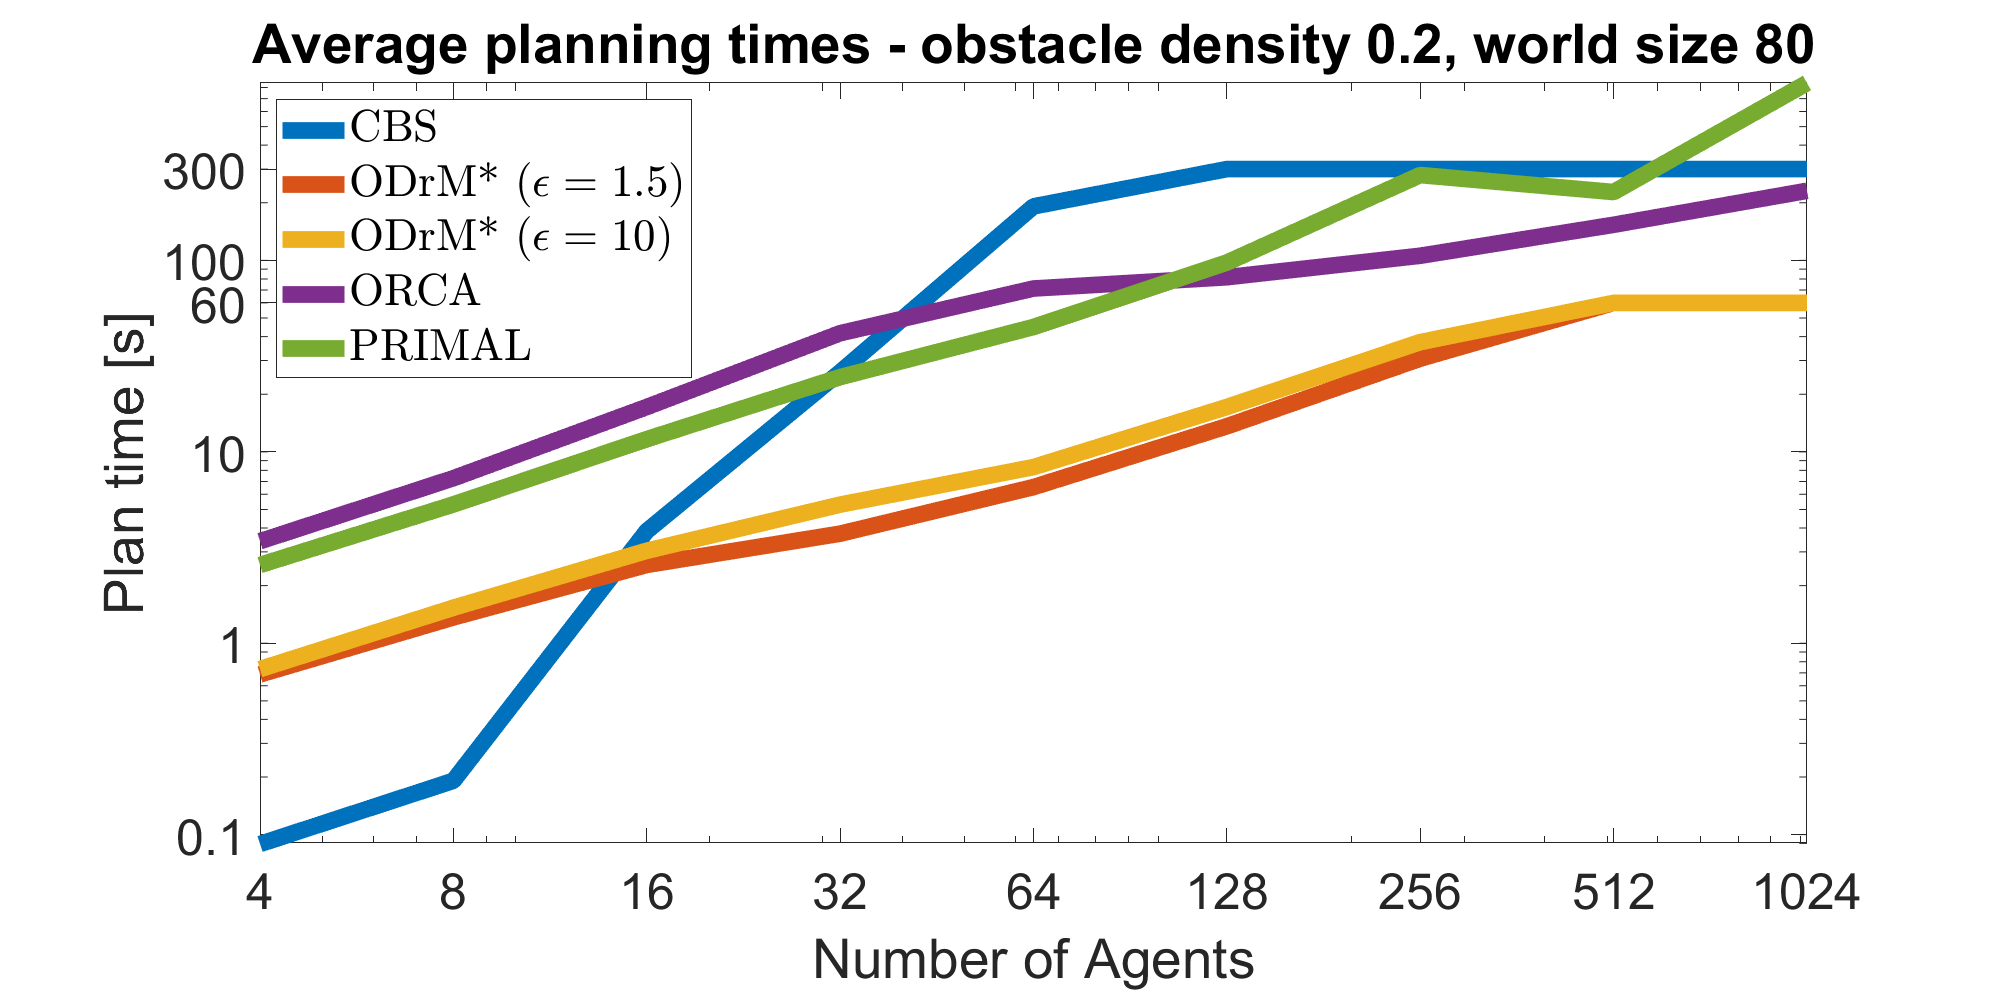 Average planning times - obstacle density 0.2, world size 80
CBS
ODrM* (ϵ = 1.5)
ODrM* (ϵ = 10)
ORCA
PRIMAL
Plan time [s]
300
100
60
10
1
0.1
4 8 16 32 64 128 256 512 1024
Number of Agents